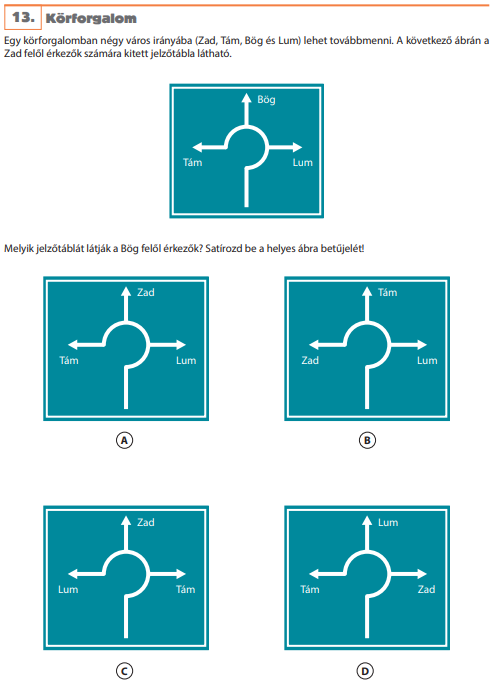 13. Körforgalom
Egy körforgalomban négy város irányába (Zad, Tám, Bög és Lum) lehet továbbmenni. A következő ábrán a
Zad felől érkezők számára kitett jelzőtábla látható.
Bög
Tám Lum
Melyik jelzőtáblát látják a Bög felől érkezők? Satírozd be a helyes ábra betűjelét!
Zad Tám
Tám Lum Zad Lum
A B
Zad Lum
Lum Tám Tám Zad
C D